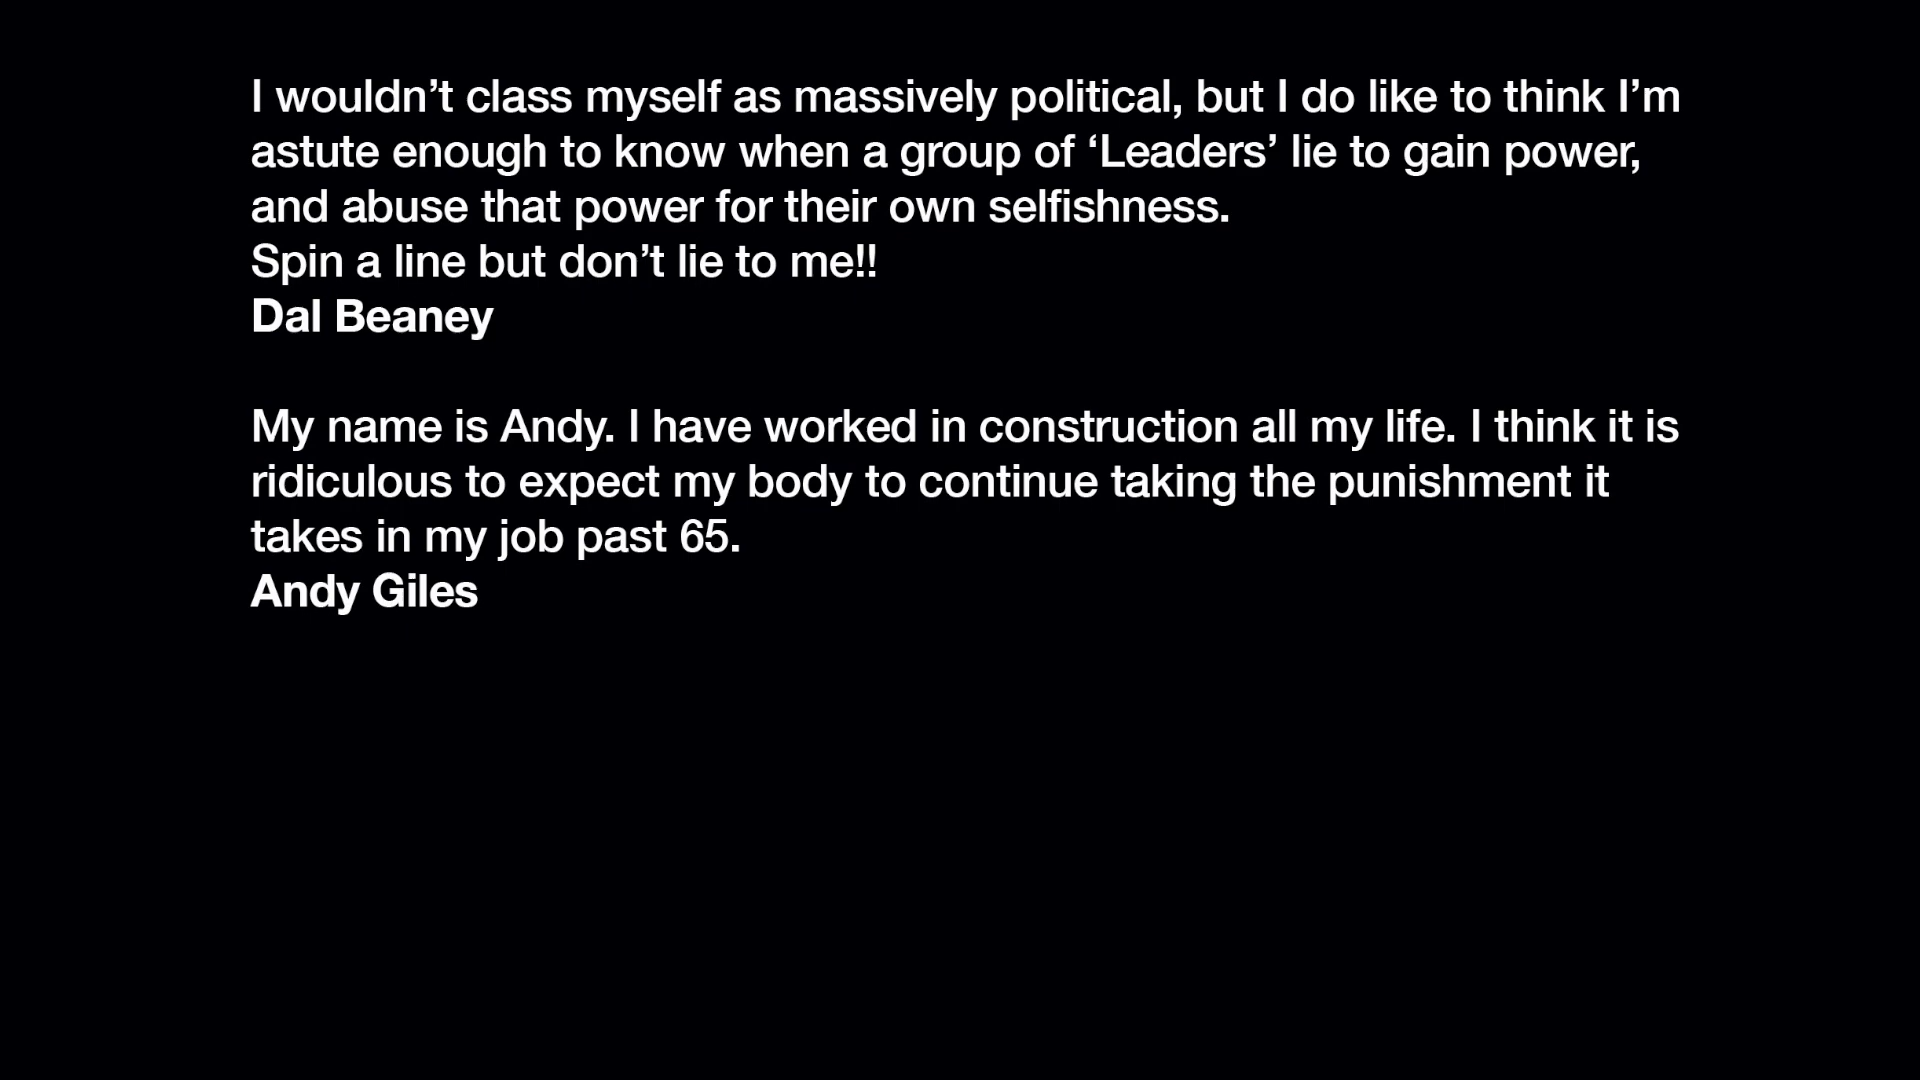 I wouldn’t class myself as massively political, but I do like to think I’m
astute enough to know when a group of ‘Leaders’ lie to gain power,
and abuse that power for their own selfishness.
Spin a line but don’t lie to me!!
Dal Beaney
My name is Andy. I have worked in construction all my life. I think it is
ridiculous to expect my body to continue taking the punishment it
takes in my job past 65.
Andy Giles